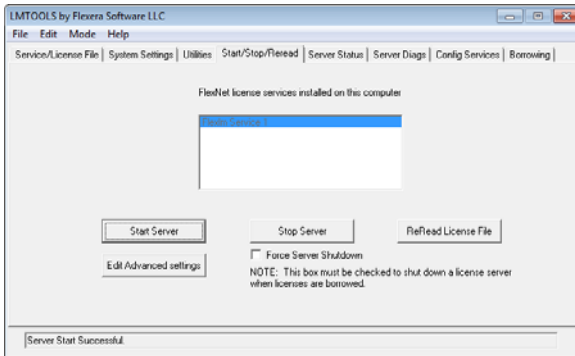 LMTOOLS by Flexera Software LLC
File Edit Mode Help
Service/License File System Settings Utilities Start/Stop/Reread Server Status Server Diags Config Services Borrowing
FlexNet license services installed on this computer
Flexlm Service 1
Start Server
Stop Server
ReRead License File
Edit Advanced settings
Force Server Shutdown
NOTE: This box must be checked to shut down a license server
when licenses are borrowed.
Server Start Successful.